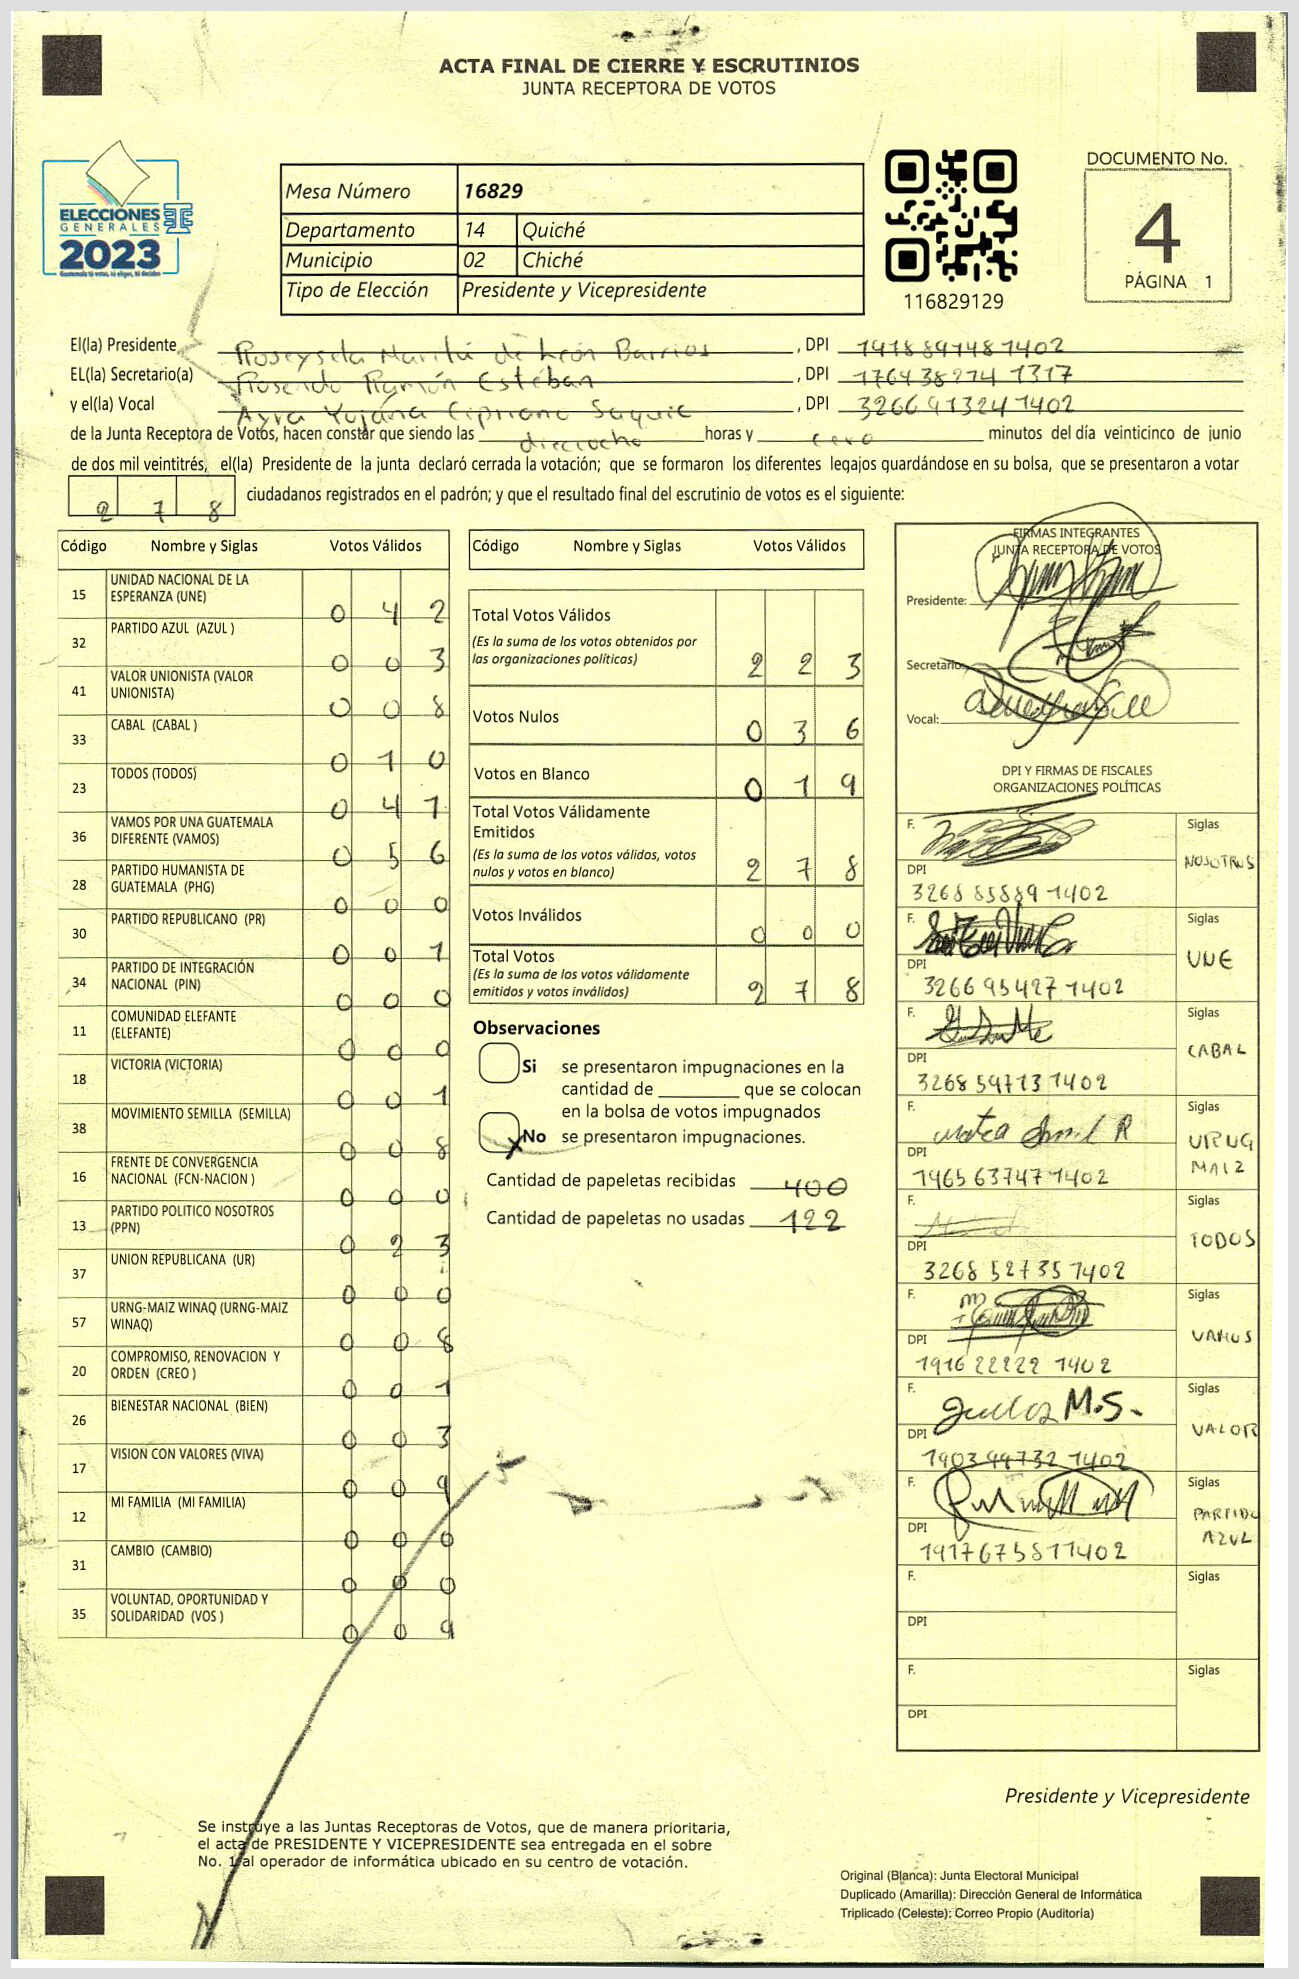 ACTA FINAL DE CIERRE Y ESCRUTINIOS
JUNTA RECEPTORA DE VOTOS
ELECCIONES
GENERALES
2023
Mesa Número 16829
Departamento 14 Quiché
Municipio 02 Chiché
Tipo de Elección Presidente y Vicepresidente
116829129
DOCUMENTO No.
4
PÁGINA 1
El(la) Presidente Roseysela Marilú de León Barrios, DPI 1918891481402
EL(la) Secretario(a) Rosendo Ramón Esteban, DPI 1764382741317
y el(la) Vocal Ayra Yojana Cipriano Saquic, DPI 3266913241402
de la Junta Receptora de Votos, hacen constar que siendo las dieciocho horas y cero minutos del día veinticinco de junio
de dos mil veintitrés, el(la) Presidente de la junta declaró cerrada la votación; que se formaron los diferentes legajos guardándose en su bolsa, que se presentaron a votar
2 7 8 ciudadanos registrados en el padrón; y que el resultado final del escrutinio de votos es el siguiente:
Código Nombre y Siglas Votos Válidos
15 UNIDAD NACIONAL DE LA ESPERANZA (UNE) 0 4 2
32 PARTIDO AZUL (AZUL ) 0 0 3
41 VALOR UNIONISTA (VALOR UNIONISTA) 0 0 8
33 CABAL (CABAL ) 0 1 0
23 TODOS (TODOS) 0 4 1
36 VAMOS POR UNA GUATEMALA DIFERENTE (VAMOS) 0 5 6
28 PARTIDO HUMANISTA DE GUATEMALA (PHG) 0 0 0
30 PARTIDO REPUBLICANO (PR) 0 0 1
34 PARTIDO DE INTEGRACIÓN NACIONAL (PIN) 0 0 0
11 COMUNIDAD ELEFANTE (ELEFANTE) 0 0 0
18 VICTORIA (VICTORIA) 0 0 1
38 MOVIMIENTO SEMILLA (SEMILLA) 0 0 8
16 FRENTE DE CONVERGENCIA NACIONAL (FCN-NACION ) 0 0 0
13 PARTIDO POLITICO NOSOTROS (PPN) 0 2 3
37 UNION REPUBLICANA (UR) 0 0 0
57 URNG-MAIZ WINAQ (URNG-MAIZ WINAQ) 0 0 8
20 COMPROMISO, RENOVACION Y ORDEN (CREO ) 0 0 1
26 BIENESTAR NACIONAL (BIEN) 0 0 3
17 VISION CON VALORES (VIVA) 0 0 9
12 MI FAMILIA (MI FAMILIA) 0 0 0
31 CAMBIO (CAMBIO) 0 0 0
35 VOLUNTAD, OPORTUNIDAD Y SOLIDARIDAD (VOS ) 0 0 9
Código Nombre y Siglas Votos Válidos
Total Votos Válidos
(Es la suma de los votos obtenidos por
las organizaciones políticas) 2 2 3
Votos Nulos 0 3 6
Votos en Blanco 0 1 9
Total Votos Válidamente
Emitidos
(Es la suma de los votos válidos, votos
nulos y votos en blanco) 2 7 8
Votos Inválidos 0 0 0
Total Votos
(Es la suma de los votos válidamente
emitidos y votos inválidos) 2 7 8
Observaciones
Si se presentaron impugnaciones en la
cantidad de ________ que se colocan
en la bolsa de votos impugnados
X No se presentaron impugnaciones.
Cantidad de papeletas recibidas 400
Cantidad de papeletas no usadas 122
FIRMAS INTEGRANTES
JUNTA RECEPTORA DE VOTOS
Presidente:
Secretario:
Vocal:
DPI Y FIRMAS DE FISCALES
ORGANIZACIONES POLÍTICAS
F. Siglas NOSOTROS
DPI 3268 85889 1402
F. Siglas UNE
DPI 3266 95427 1402
F. Siglas CABAL
DPI 3268 59713 1402
F. Siglas URNG MAIZ
DPI 1965 63747 1402
F. Siglas TODOS
DPI 3268 52735 1402
F. Siglas VAMOS
DPI 1916 22222 1402
F. M.S. Siglas VALOR
DPI 1903 99732 1402
F. Siglas PARTIDO AZUL
DPI 1917675811402
F. Siglas
DPI
F. Siglas
DPI
Presidente y Vicepresidente
Se instruye a las Juntas Receptoras de Votos, que de manera prioritaria,
el acta de PRESIDENTE Y VICEPRESIDENTE sea entregada en el sobre
No. 1 al operador de informática ubicado en su centro de votación.
Original (Blanca): Junta Electoral Municipal
Duplicado (Amarilla): Dirección General de Informática
Triplicado (Celeste): Correo Propio (Auditoría)